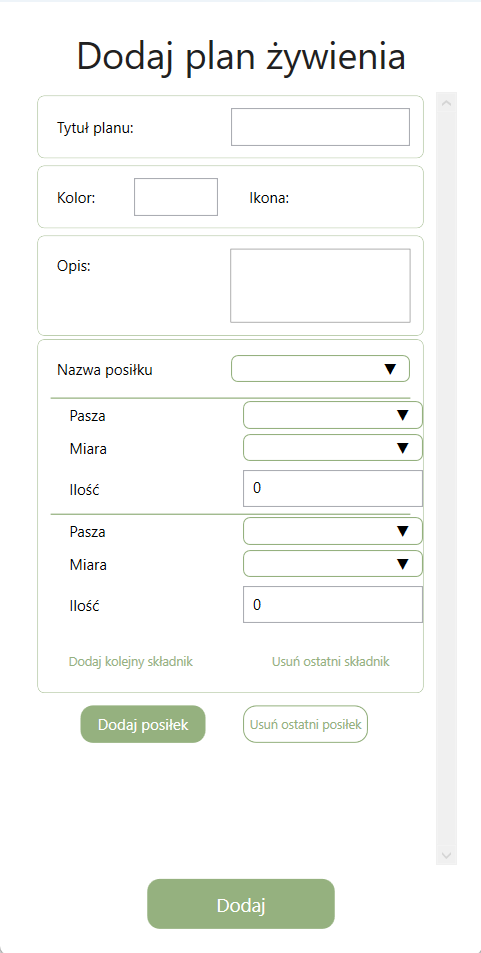 Dodaj plan żywienia
Tytuł planu:
Kolor: Ikona:
Opis:
Nazwa posiłku
Pasza
Miara
Ilość 0
Pasza
Miara
Ilość 0
Dodaj kolejny składnik Usuń ostatni składnik
Dodaj posiłek Usuń ostatni posiłek
Dodaj